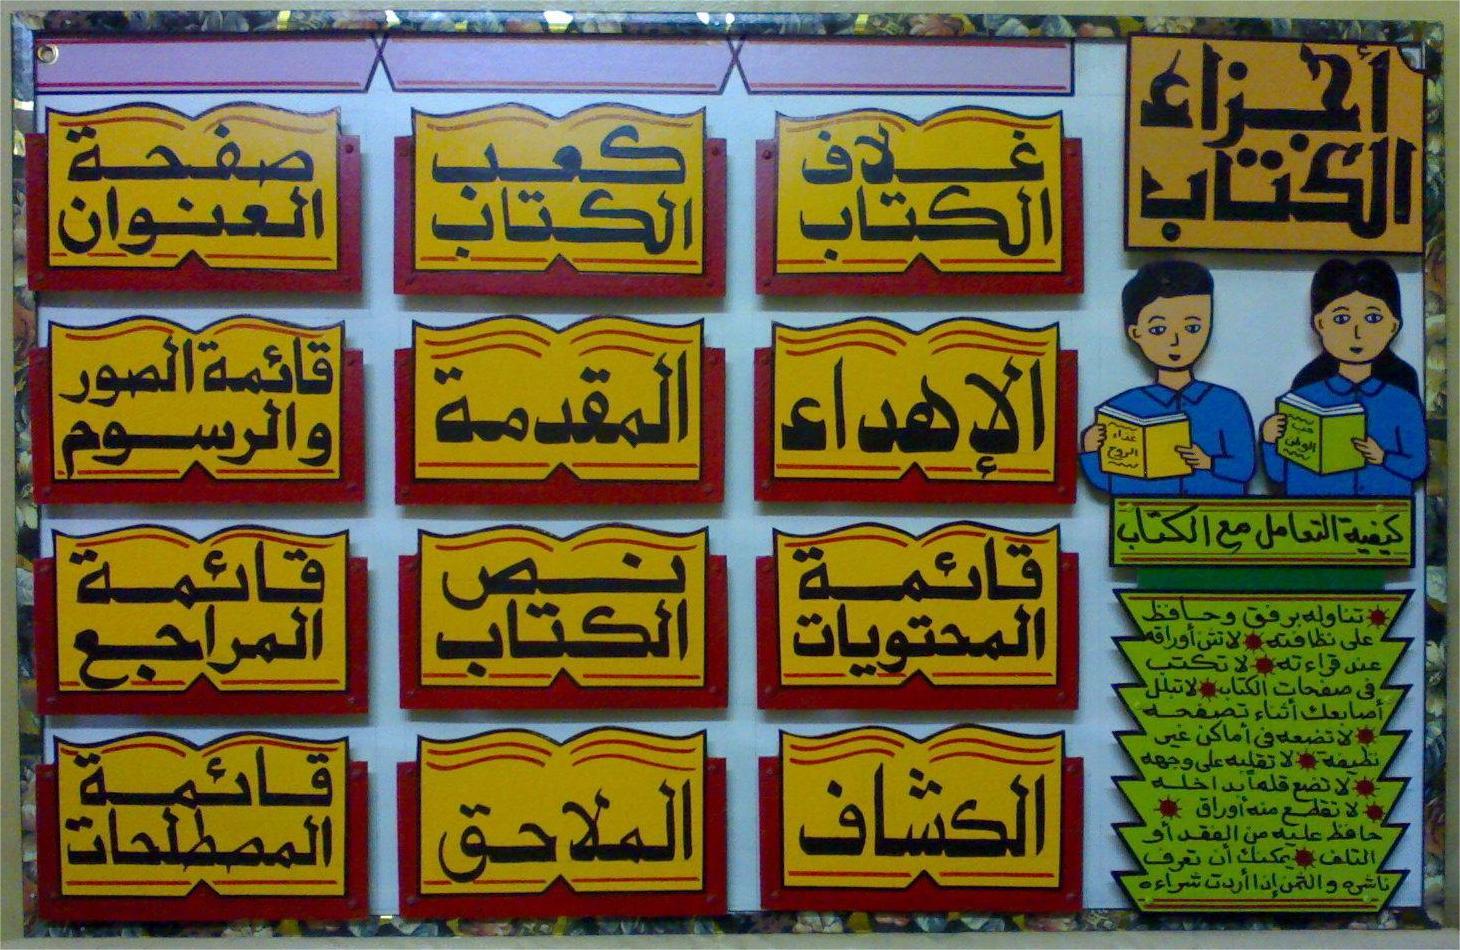 أجزاء
الكتاب
غلاف
الكتاب
كعب
الكتاب
صفحة
العنوان
الإهداء
المقدمة
قائمة الصور
والرسوم
قائمة
المحتويات
نص
الكتاب
قائمة
المراجع
الكشاف
الملاحق
قائمة
المصطلحات
غذاء
الروح
حب
الوطن
كيفية التعامل مع الكتاب
تناوله برفق وحافظ
على نظافته لاتثن أوراقه
عند قراءته لا تكتب
فى صفحات الكتاب لاتبلل
أصابعك أثناء تصفحه
لا تضعه فى أماكن غير
نظيفة لا تقلبه على وجهه
لا تضع قلماً بداخله
لا تقطع منه أوراق
حافظ عليه من الفقد أو
التلف يمكنك أن تعرف
ناشره والثمن إذا أردت شراءه